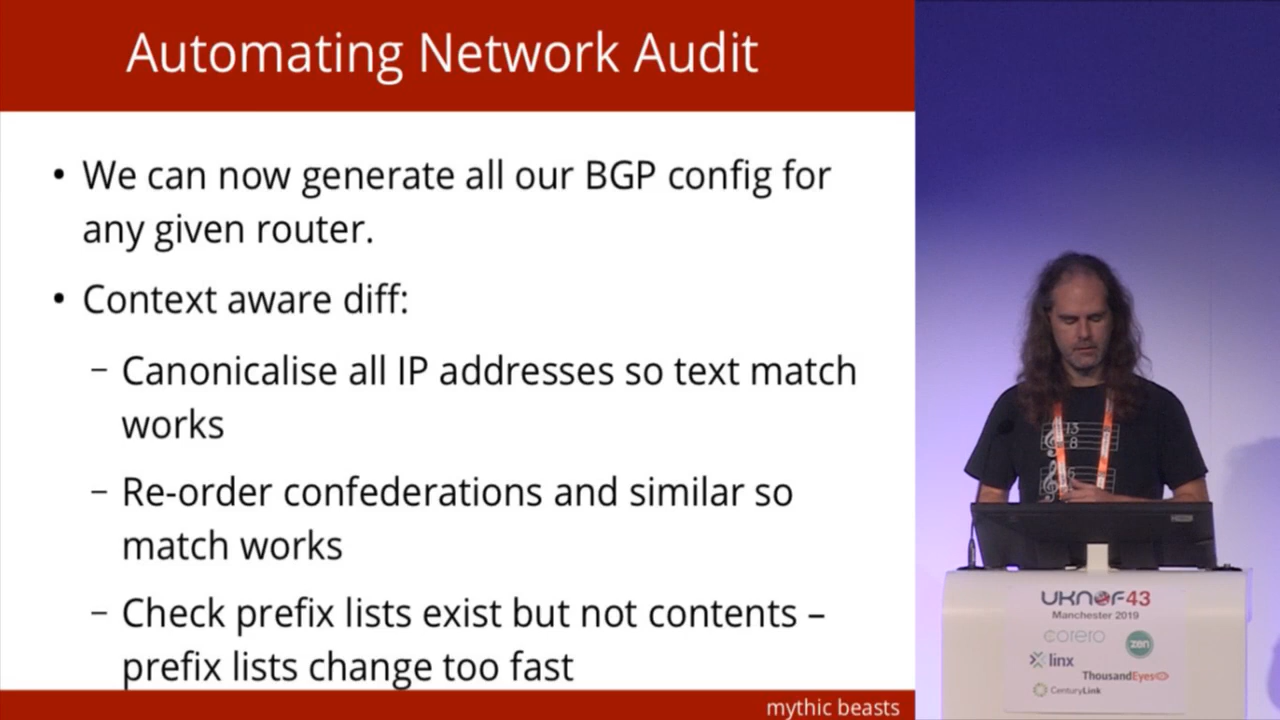 Automating Network Audit
• We can now generate all our BGP config for
any given router.
• Context aware diff:
– Canonicalise all IP addresses so text match
works
– Re-order confederations and similar so
match works
– Check prefix lists exist but not contents –
prefix lists change too fast
mythic beasts
13
8
UKNOF43
Manchester 2019
corero
zen
linx
ThousandEyes
CenturyLink